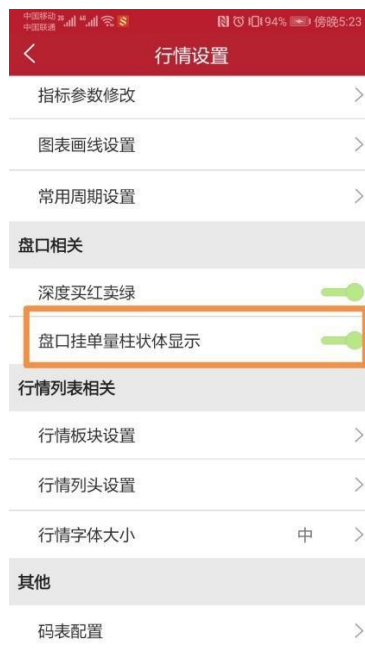 中国移动 2G 46
中国联通
94% 傍晚5:23
行情设置
指标参数修改
图表画线设置
常用周期设置
盘口相关
深度买红卖绿
盘口挂单量柱状体显示
行情列表相关
行情板块设置
行情列头设置
行情字体大小 中
其他
码表配置